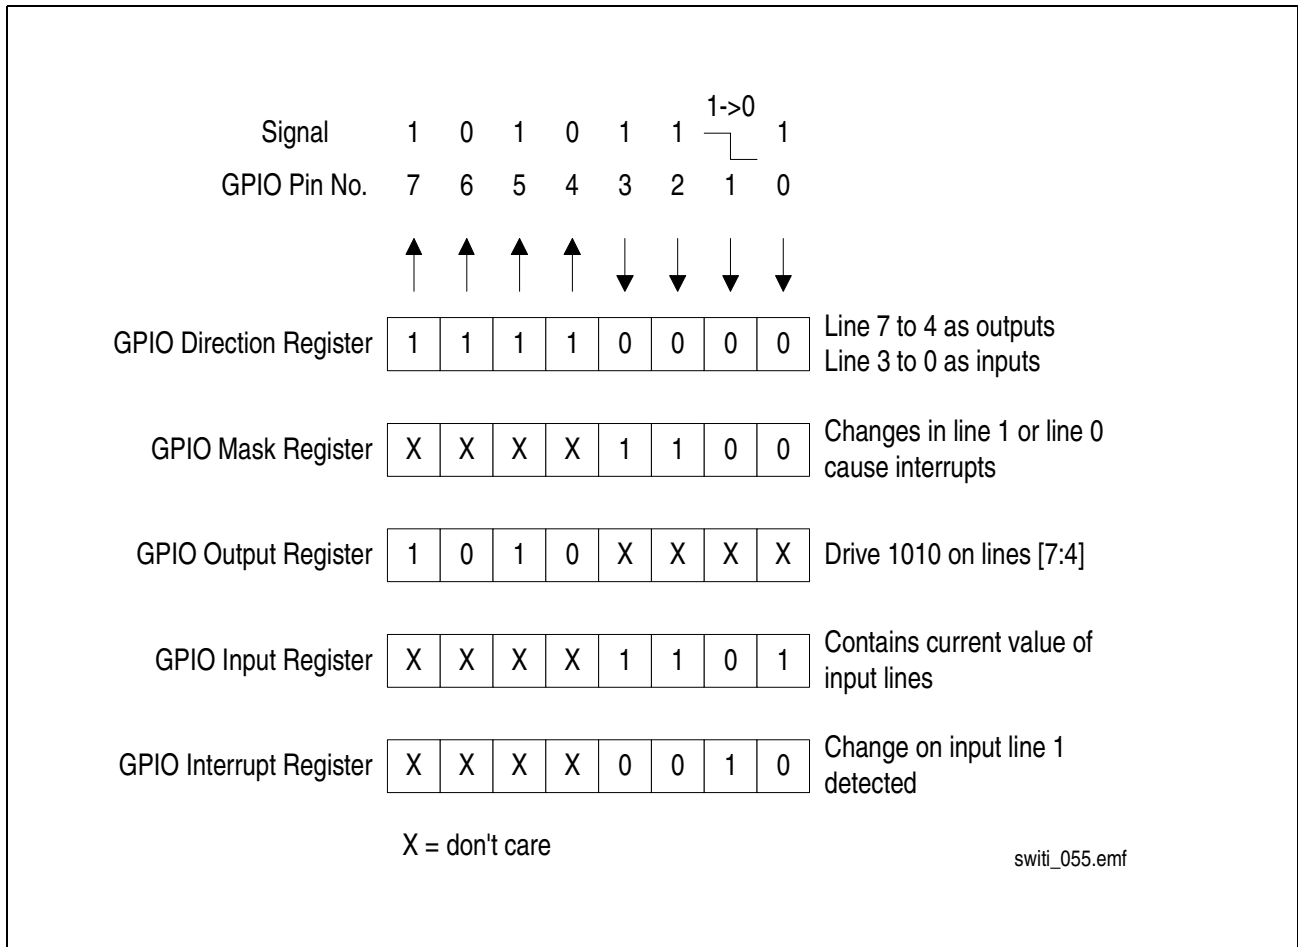 1->0
Signal 1 0 1 0 1 1 1
GPIO Pin No. 7 6 5 4 3 2 1 0
GPIO Direction Register 1 1 1 1 0 0 0 0 Line 7 to 4 as outputs
Line 3 to 0 as inputs
GPIO Mask Register X X X X 1 1 0 0 Changes in line 1 or line 0
cause interrupts
GPIO Output Register 1 0 1 0 X X X X Drive 1010 on lines [7:4]
GPIO Input Register X X X X 1 1 0 1 Contains current value of
input lines
GPIO Interrupt Register X X X X 0 0 1 0 Change on input line 1
detected
X = don't care
switi_055.emf